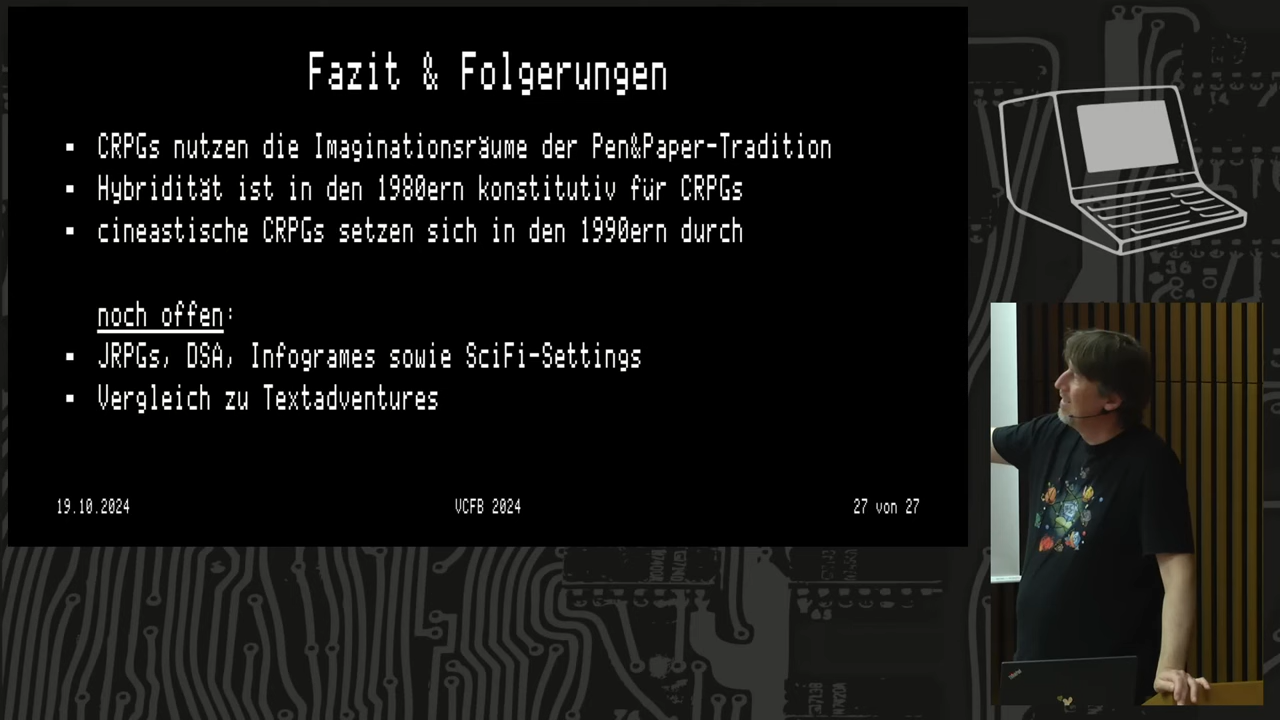 Fazit & Folgerungen
▪ CRPGs nutzen die Imaginationsräume der Pen&Paper-Tradition
▪ Hybridität ist in den 1980ern konstitutiv für CRPGs
▪ cineastische CRPGs setzen sich in den 1990ern durch
noch offen:
▪ JRPGs, DSA, Infogrames sowie SciFi-Settings
▪ Vergleich zu Textadventures
19.10.2024 VCFB 2024 27 von 27
36